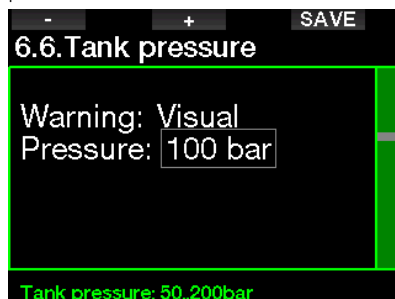 - + SAVE
6.6.Tank pressure
Warning: Visual
Pressure: 100 bar
Tank pressure: 50..200bar